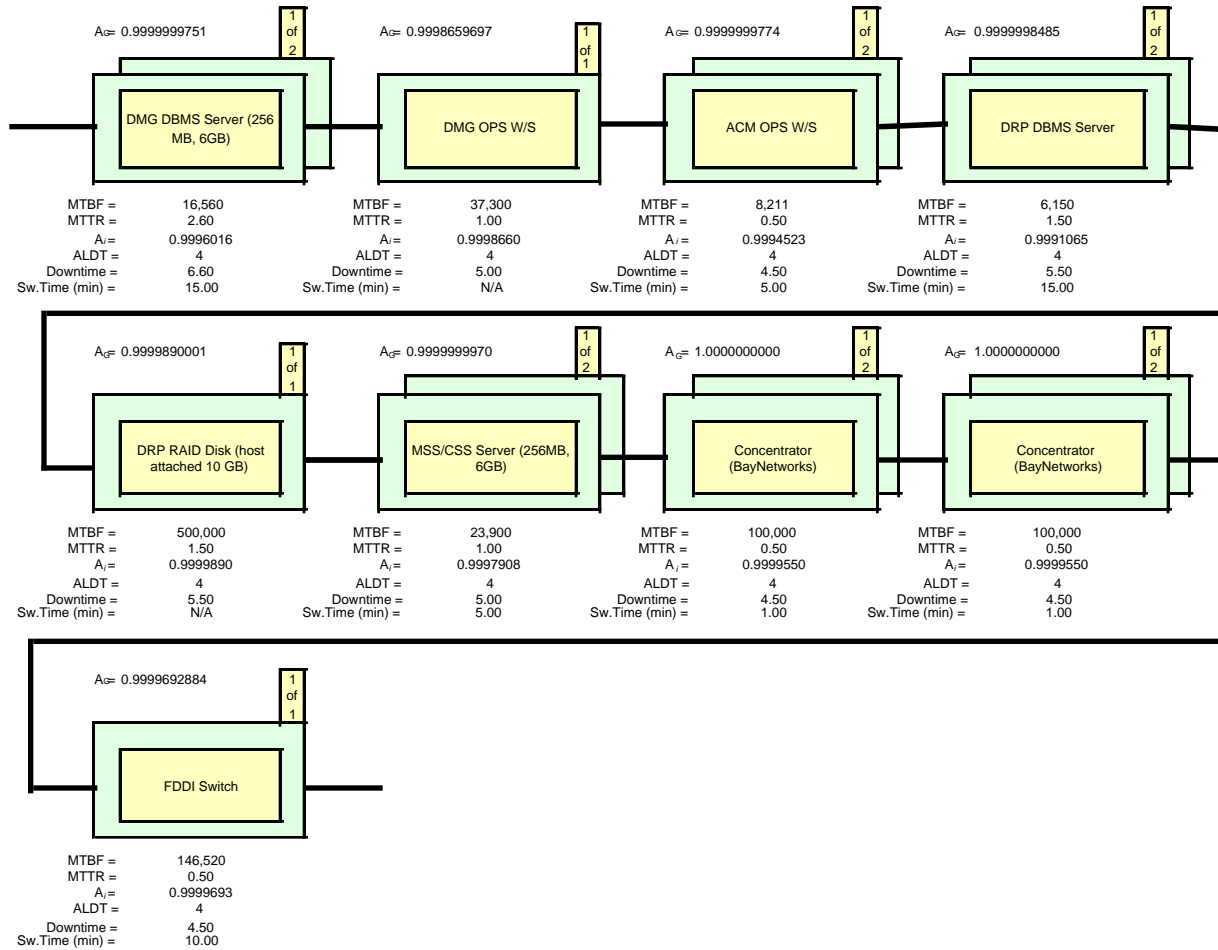 AG= 0.9999999751
1
of
2
DMG DBMS Server (256
MB, 6GB)
MTBF = 16,560
MTTR = 2.60
Ai= 0.9996016
ALDT = 4
Downtime = 6.60
Sw.Time (min) = 15.00
AG= 0.9998659697
1
of
1
DMG OPS W/S
MTBF = 37,300
MTTR = 1.00
Ai= 0.9998660
ALDT = 4
Downtime = 5.00
Sw.Time (min) = N/A
AG= 0.9999999774
1
of
2
ACM OPS W/S
MTBF = 8,211
MTTR = 0.50
Ai= 0.9994523
ALDT = 4
Downtime = 4.50
Sw.Time (min) = 5.00
AG= 0.9999998485
1
of
2
DRP DBMS Server
MTBF = 6,150
MTTR = 1.50
Ai= 0.9991065
ALDT = 4
Downtime = 5.50
Sw.Time (min) = 15.00
AG= 0.9999890001
1
of
1
DRP RAID Disk (host
attached 10 GB)
MTBF = 500,000
MTTR = 1.50
Ai= 0.9999890
ALDT = 4
Downtime = 5.50
Sw.Time (min) = N/A
AG= 0.9999999970
1
of
2
MSS/CSS Server (256MB,
6GB)
MTBF = 23,900
MTTR = 1.00
Ai= 0.9997908
ALDT = 4
Downtime = 5.00
Sw.Time (min) = 5.00
AG= 1.0000000000
1
of
2
Concentrator
(BayNetworks)
MTBF = 100,000
MTTR = 0.50
Ai = 0.9999550
ALDT = 4
Downtime = 4.50
Sw.Time (min) = 1.00
AG= 1.0000000000
1
of
2
Concentrator
(BayNetworks)
MTBF = 100,000
MTTR = 0.50
Ai = 0.9999550
ALDT = 4
Downtime = 4.50
Sw.Time (min) = 1.00
AG= 0.9999692884
1
of
1
FDDI Switch
MTBF = 146,520
MTTR = 0.50
Ai= 0.9999693
ALDT = 4
Downtime = 4.50
Sw.Time (min) = 10.00